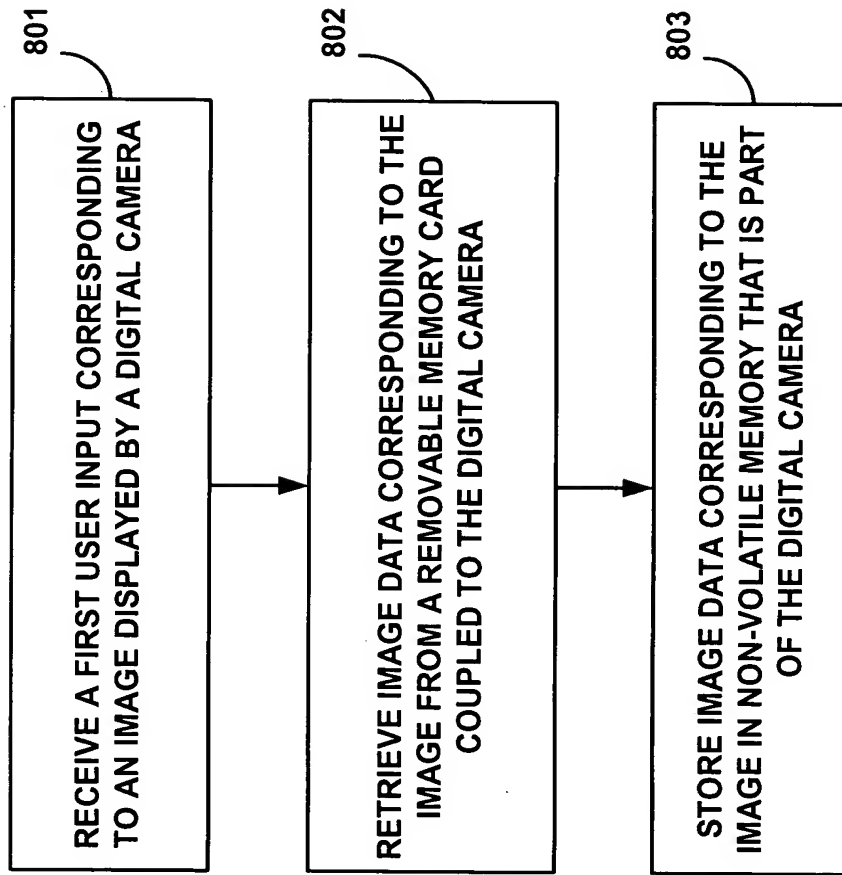 801
RECEIVE A FIRST USER INPUT CORRESPONDING
TO AN IMAGE DISPLAYED BY A DIGITAL CAMERA
802
RETRIEVE IMAGE DATA CORRESPONDING TO THE
IMAGE FROM A REMOVABLE MEMORY CARD
COUPLED TO THE DIGITAL CAMERA
803
STORE IMAGE DATA CORRESPONDING TO THE
IMAGE IN NON-VOLATILE MEMORY THAT IS PART
OF THE DIGITAL CAMERA